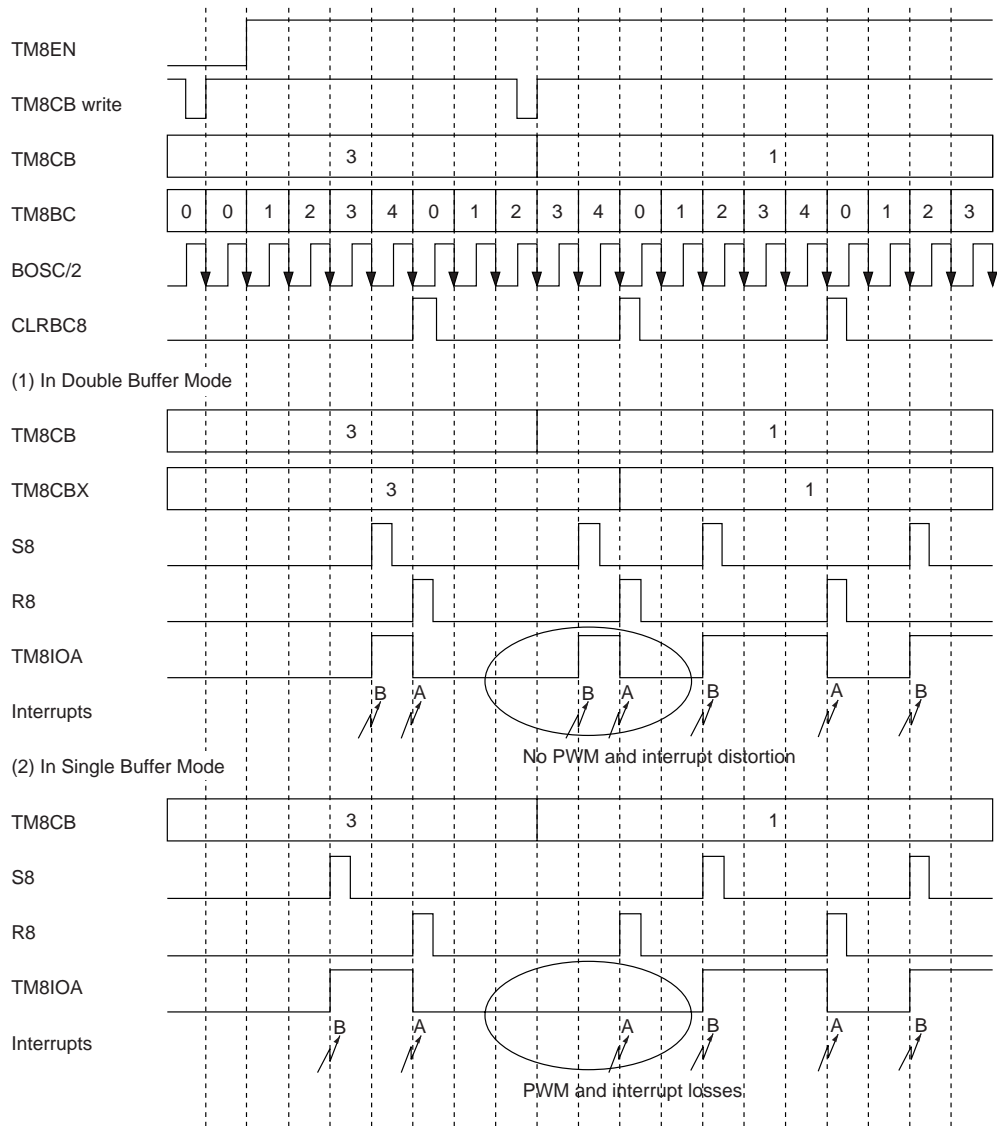 TM8EN
TM8CB write
TM8CB 3 1
TM8BC 0 0 1 2 3 4 0 1 2 3 4 0 1 2 3 4 0 1 2 3
BOSC/2
CLRBC8
(1) In Double Buffer Mode
TM8CB 3 1
TM8CBX 3 1
S8
R8
TM8IOA
Interrupts B A B A B A B
No PWM and interrupt distortion
(2) In Single Buffer Mode
TM8CB 3 1
S8
R8
TM8IOA
Interrupts B A A B A B
PWM and interrupt losses